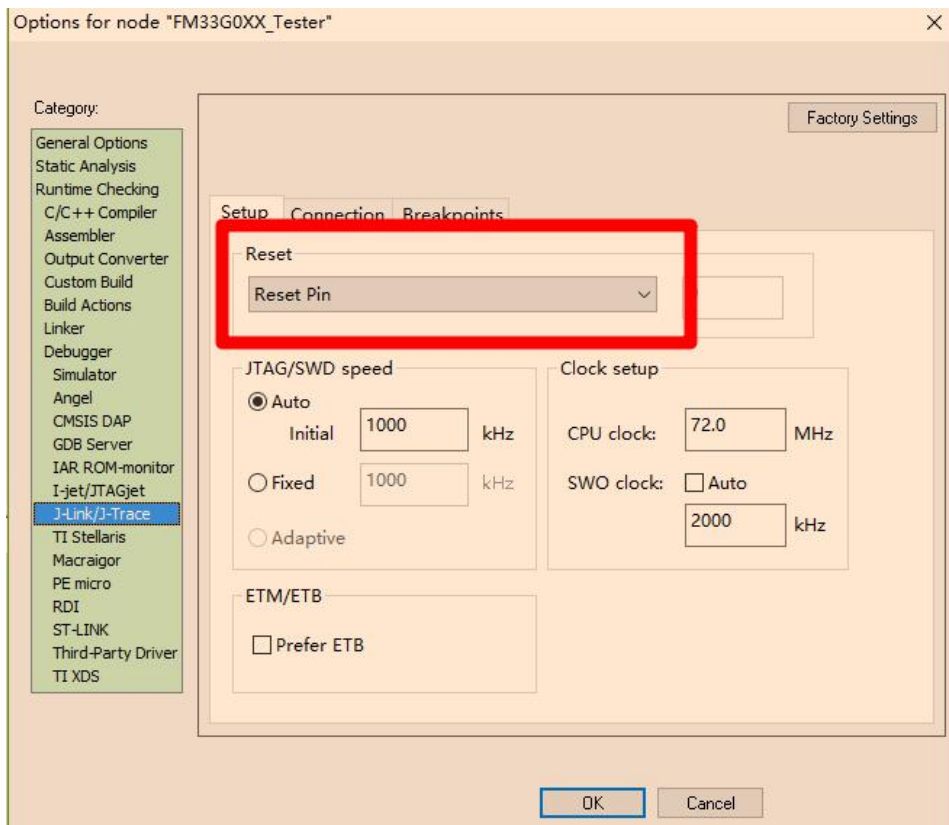 Options for node "FM33G0XX_Tester"
Category:
General Options
Static Analysis
Runtime Checking
C/C++ Compiler
Assembler
Output Converter
Custom Build
Build Actions
Linker
Debugger
Simulator
Angel
CMSIS DAP
GDB Server
IAR ROM-monitor
I-jet/JTAGjet
J-Link/J-Trace
TI Stellaris
Macraigor
PE micro
RDI
ST-LINK
Third-Party Driver
TI XDS
Factory Settings
Setup Connection Breakpoints
Reset
Reset Pin
JTAG/SWD speed
Auto
Initial 1000 kHz
Fixed 1000 kHz
Adaptive
Clock setup
CPU clock: 72.0 MHz
SWO clock: Auto
2000 kHz
ETM/ETB
Prefer ETB
OK Cancel